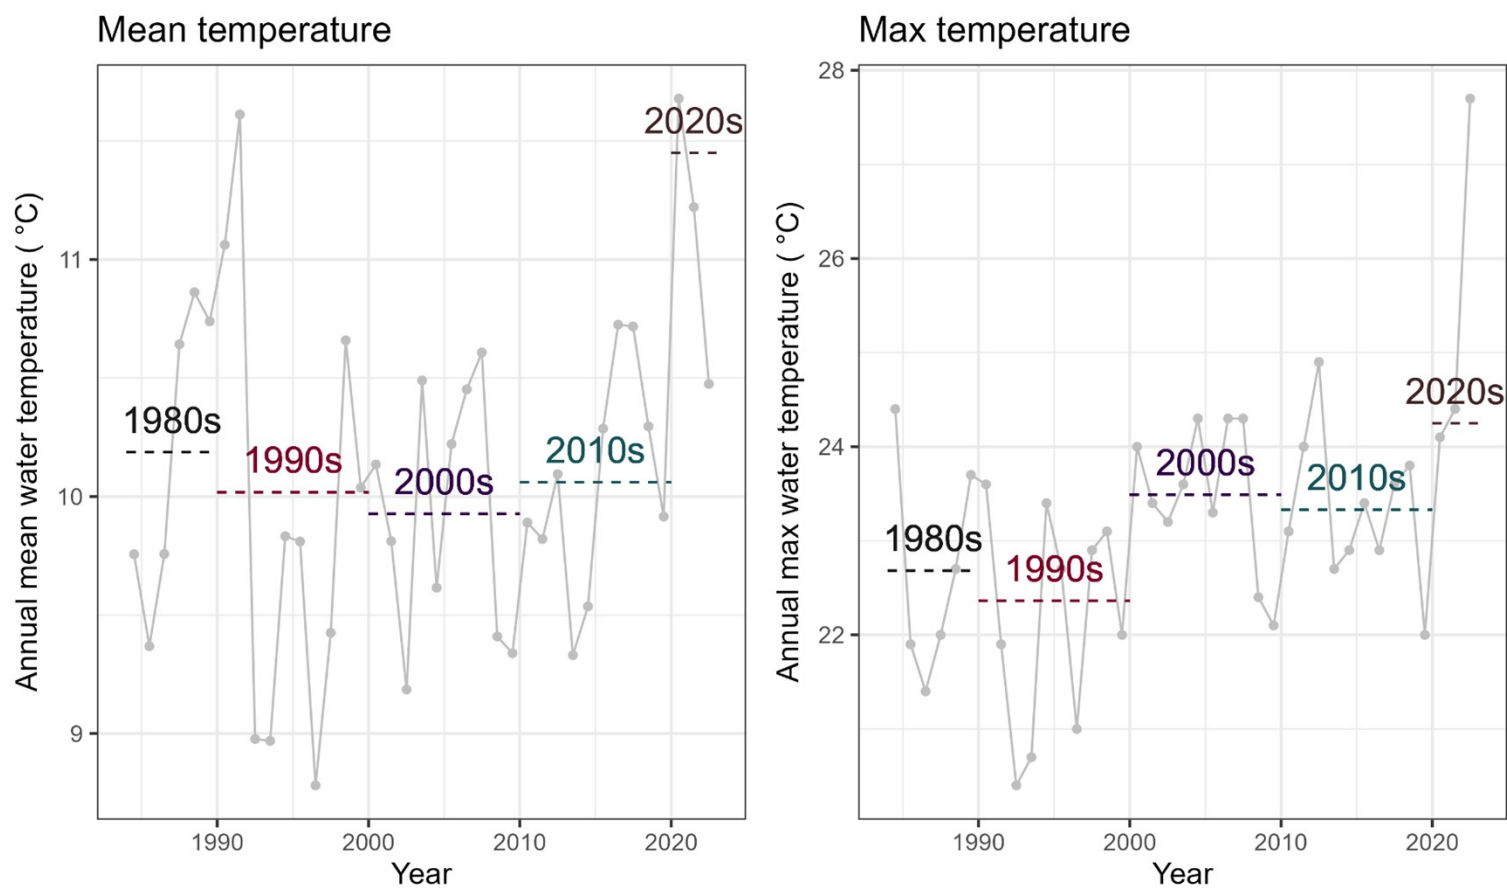 Mean temperature
Annual mean water temperature ( °C)
11
10
9
1980s
1990s
2000s
2010s
2020s
1990
2000
2010
2020
Year
Max temperature
Annual max water temperature ( °C)
28
26
24
22
1980s
1990s
2000s
2010s
2020s
1990
2000
2010
2020
Year